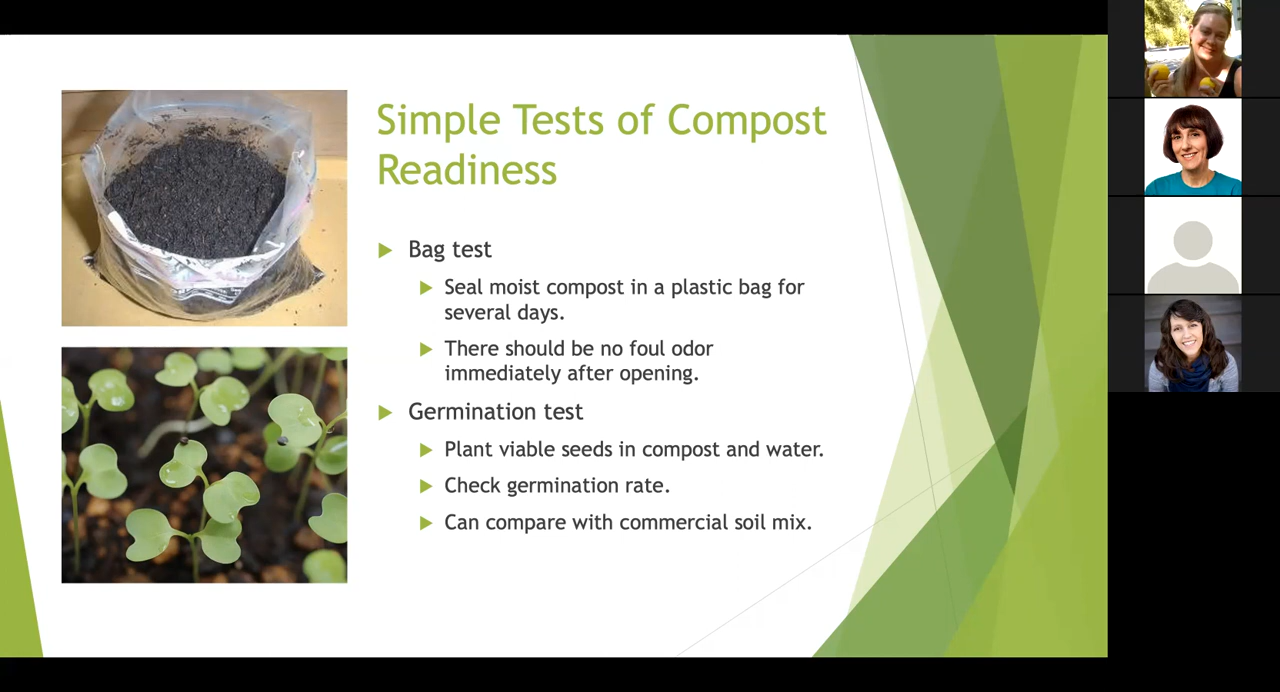 Simple Tests of Compost
Readiness
Bag test
Seal moist compost in a plastic bag for
several days.
There should be no foul odor
immediately after opening.
Germination test
Plant viable seeds in compost and water.
Check germination rate.
Can compare with commercial soil mix.